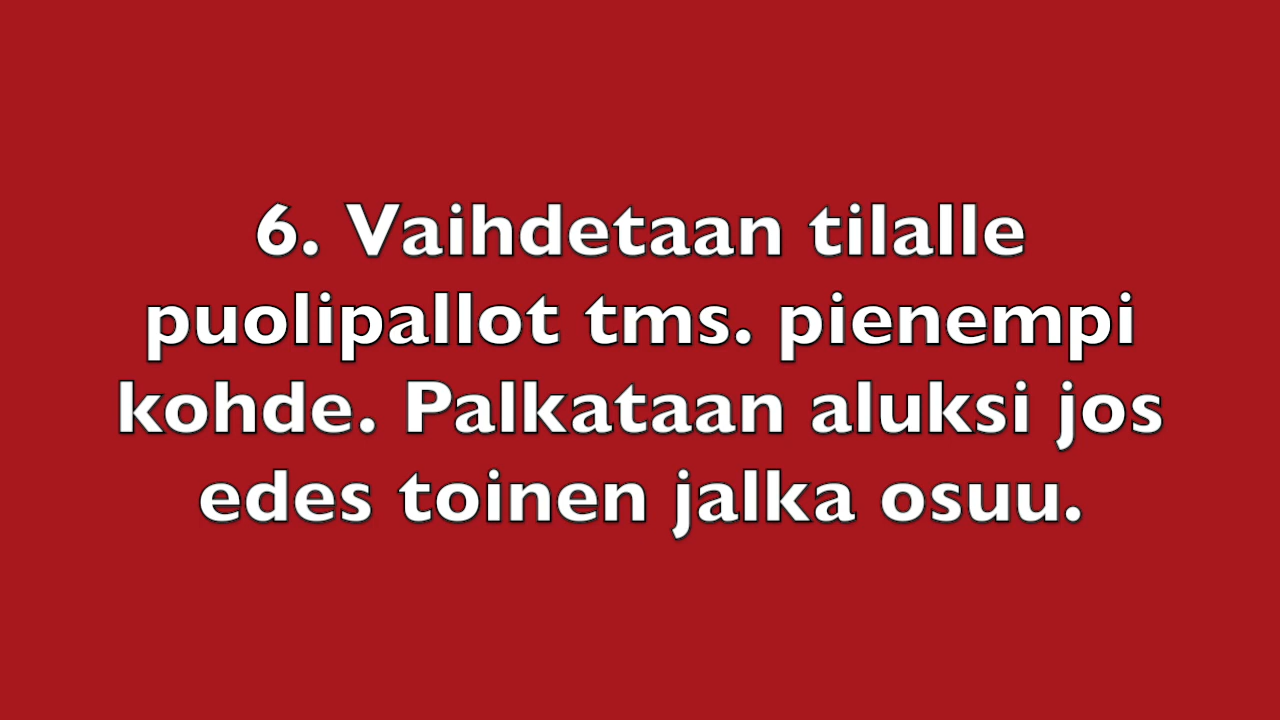 6. Vaihdetaan tilalle
puolipallot tms. pienempi
kohde. Palkataan aluksi jos
edes toinen jalka osuu.